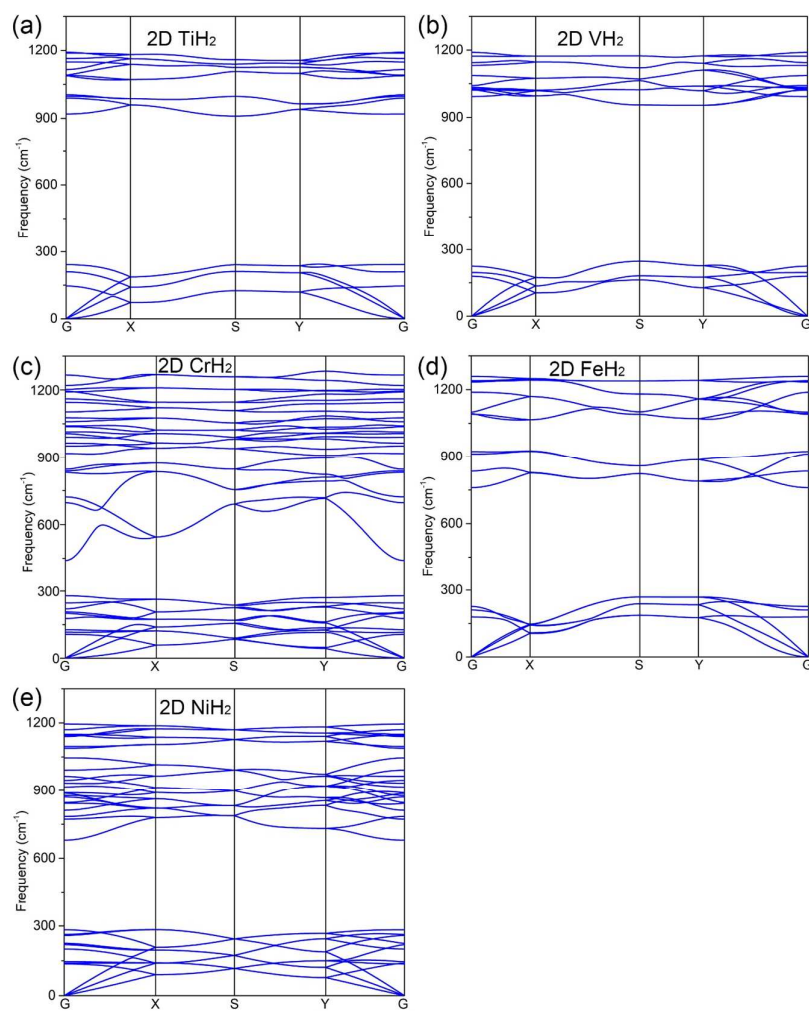 (a) 2D TiH₂
1200
900
600
300
0
Frequency (cm⁻¹)
G X S Y G
(b) 2D VH₂
1200
900
600
300
0
Frequency (cm⁻¹)
G X S Y G
(c) 2D CrH₂
1200
900
600
300
0
Frequency (cm⁻¹)
G X S Y G
(d) 2D FeH₂
1200
900
600
300
0
Frequency (cm⁻¹)
G X S Y G
(e) 2D NiH₂
1200
900
600
300
0
Frequency (cm⁻¹)
G X S Y G